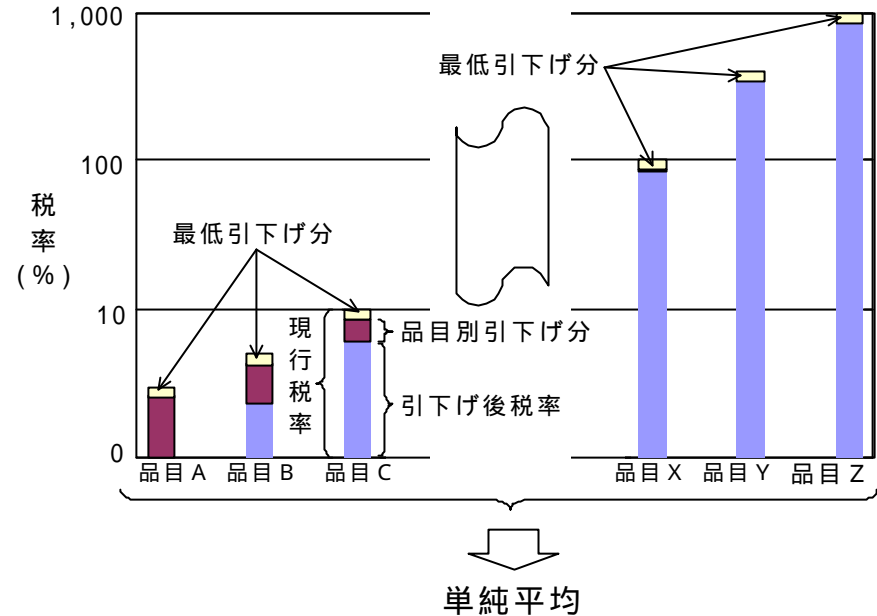 1,000
最低引下げ分
100
税率(%)
最低引下げ分
10
現行税率
品目別引下げ分
引下げ後税率
0
品目A 品目B 品目C 品目X 品目Y 品目Z
単純平均